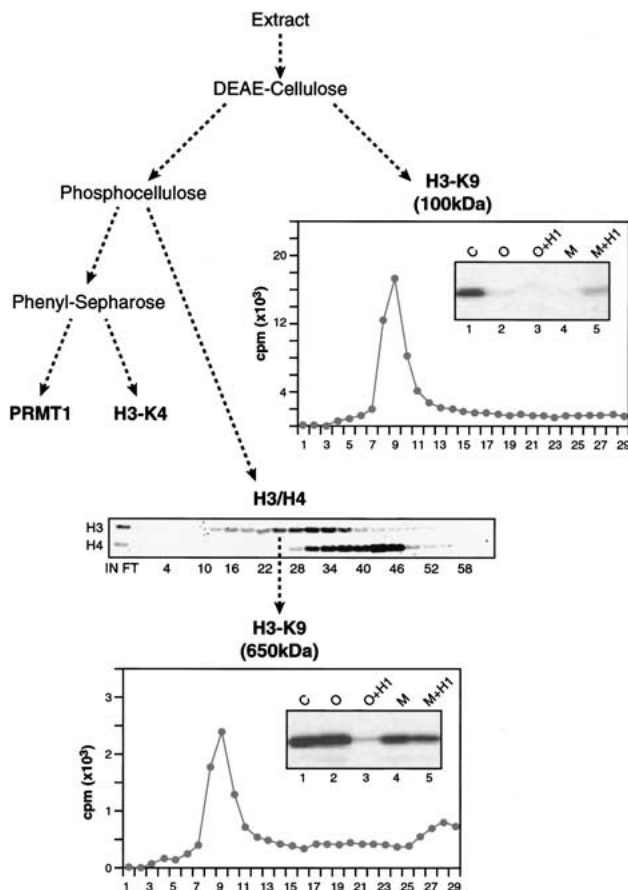 Extract
DEAE-Cellulose
Phosphocellulose
H3-K9
(100kDa)
Phenyl-Sepharose
PRMT1 H3-K4
cpm (x10³)
20
12
4
C O O+H1 M M+H1
1 2 3 4 5
1 3 5 7 9 11 13 15 17 19 21 23 25 27 29
H3/H4
H3
H4
IN FT 4 10 16 22 28 34 40 46 52 58
H3-K9
(650kDa)
cpm (x10³)
3
2
1
0
C O O+H1 M M+H1
1 2 3 4 5
1 3 5 7 9 11 13 15 17 19 21 23 25 27 29